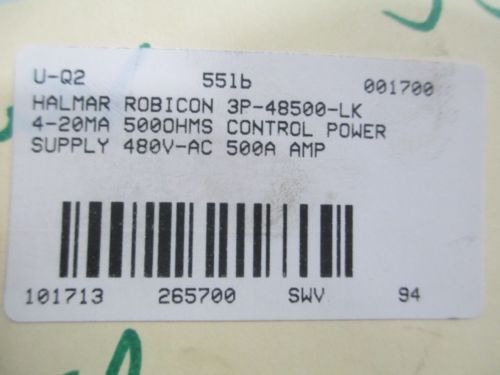 U-Q2 55lb 001700
HALMAR ROBICON 3P-48500-LK
4-20MA 500OHMS CONTROL POWER
SUPPLY 480V-AC 500A AMP
101713 265700 SWV 94